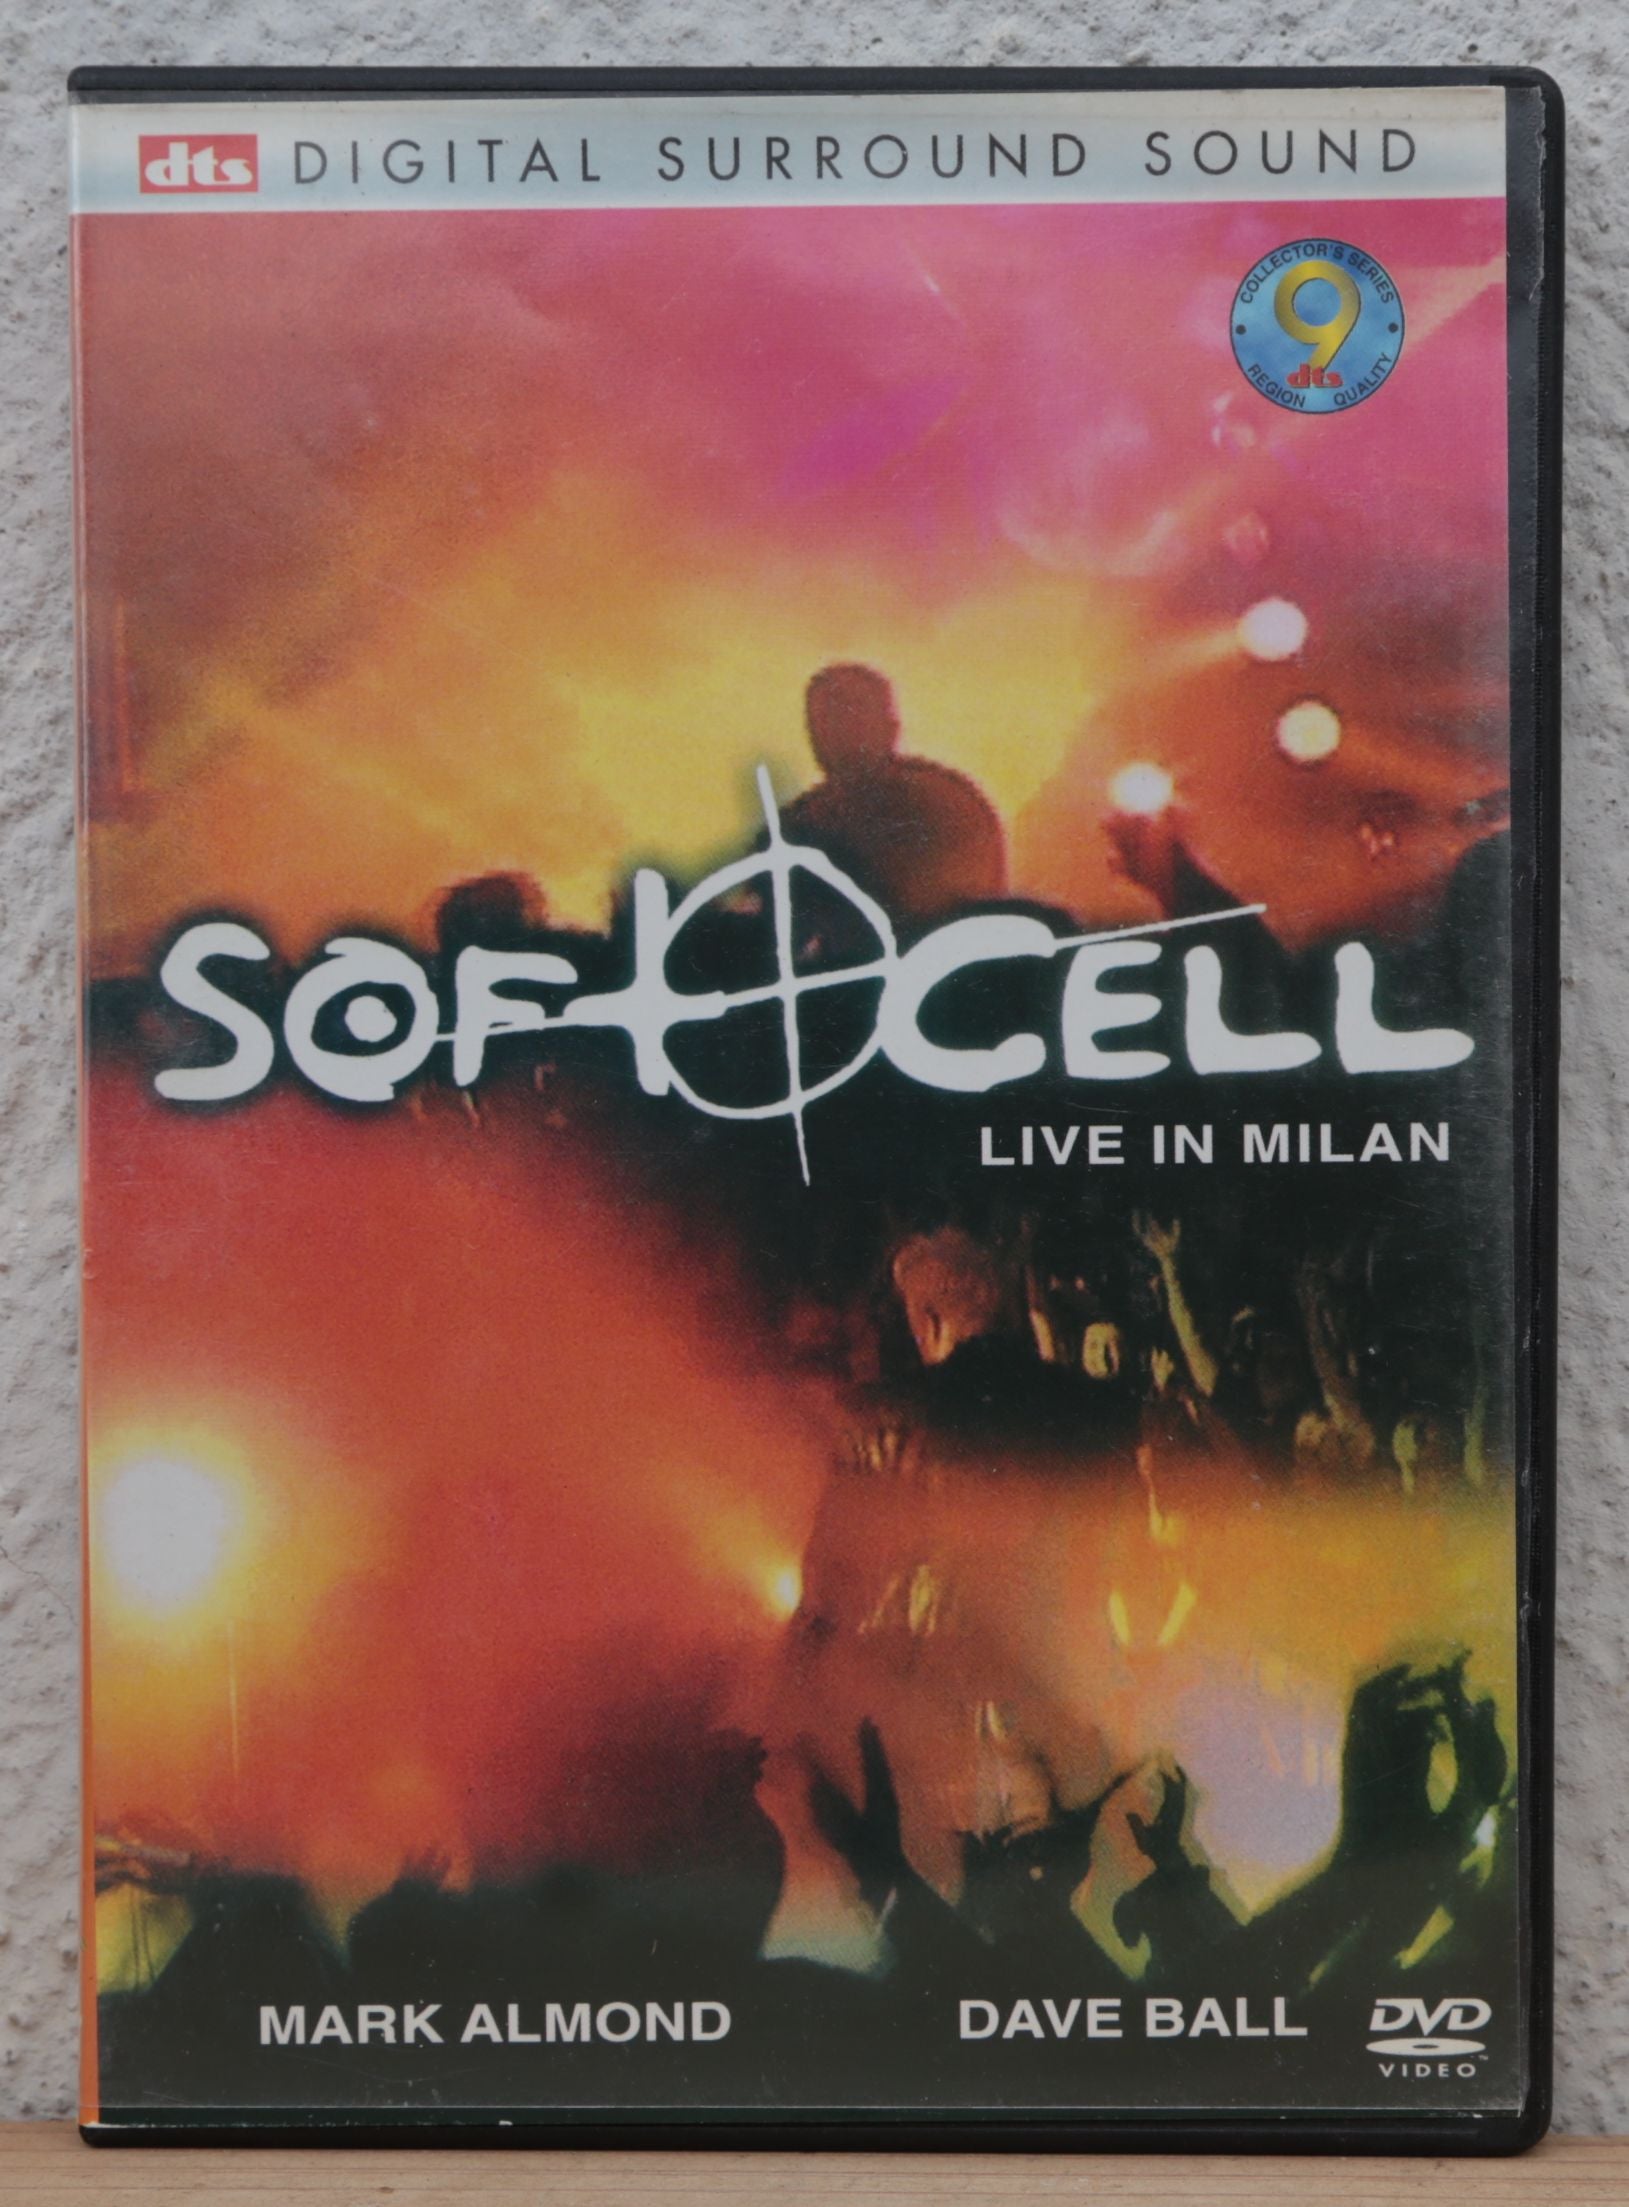 dts DIGITAL SURROUND SOUND
COLLECTOR'S SERIES
9
dts
REGION QUALITY
SOFT CELL
LIVE IN MILAN
MARK ALMOND DAVE BALL
DVD
VIDEO™